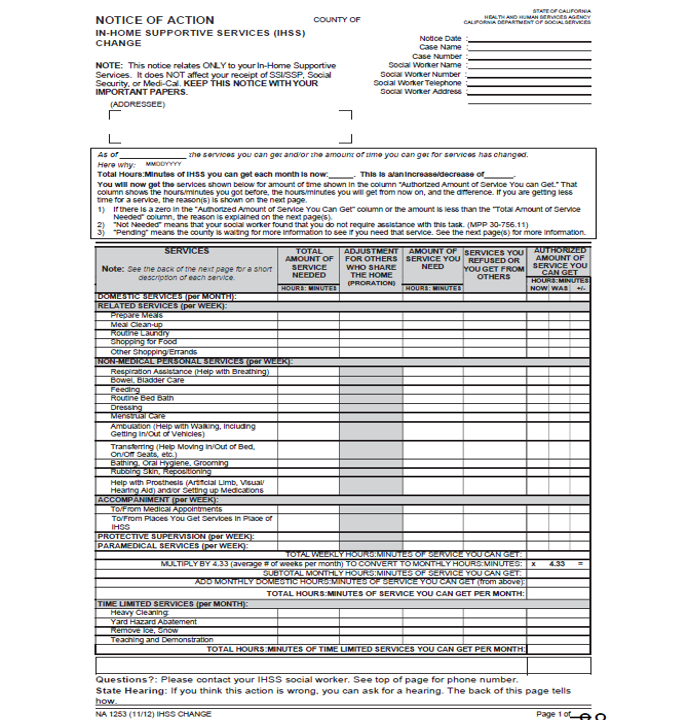 STATE OF CALIFORNIA
NOTICE OF ACTION
COUNTY OF
HEALTH AND HUMAN SERVICES AGENCY
CALIFORNIA DEPARTMENT OF SOCIAL SERVICES
IN-HOME SUPPORTIVE SERVICES (IHSS)
CHANGE
Notice Date :
Case Name :
Case Number :
Social Worker Name :
Social Worker Number :
Social Worker Telephone :
Social Worker Address :
NOTE: This notice relates ONLY to your In-Home Supportive
Services. It does NOT affect your receipt of SSI/SSP, Social
Security, or Medi-Cal. KEEP THIS NOTICE WITH YOUR
IMPORTANT PAPERS.
(ADDRESSEE)
As of ______________ the services you can get and/or the amount of time you can get for services has changed.
Here why: MMDDYYYY
Total Hours:Minutes of IHSS you can get each month is now:______. This is a/an increase/decrease of_______.
You will now get the services shown below for amount of time shown in the column "Authorized Amount of Service You Can Get." That
column shows the hours/minutes you got before, the hours/minutes you will get from now on, and the difference. If you are getting less
time for a service, the reason(s) is shown on the next page.
1) If there is a zero in the "Authorized Amount of Service You Can Get" column or the amount is less than the "Total Amount of Service
Needed" column, the reason is explained on the next page(s).
2) "Not Needed" means that your social worker found that you do not require assistance with this task. (MPP 30-756.11)
3) "Pending" means the county is waiting for more information to see if you need that service. See the next page(s) for more information.
SERVICES
Note: See the back of the next page for a short
description of each service.
TOTAL
AMOUNT OF
SERVICE
NEEDED
HOURS: MINUTES
ADJUSTMENT
FOR OTHERS
WHO SHARE
THE HOME
(PRORATION)
AMOUNT OF
SERVICE YOU
NEED
HOURS: MINUTES
SERVICES YOU
REFUSED OR
YOU GET FROM
OTHERS
AUTHORIZED
AMOUNT OF
SERVICE YOU
CAN GET
HOURS:MINUTES
NOW WAS +/-
DOMESTIC SERVICES (per MONTH):
RELATED SERVICES (per WEEK):
Prepare Meals
Meal Clean-up
Routine Laundry
Shopping for Food
Other Shopping/Errands
NON-MEDICAL PERSONAL SERVICES (per WEEK):
Respiration Assistance (Help with Breathing)
Bowel, Bladder Care
Feeding
Routine Bed Bath
Dressing
Menstrual Care
Ambulation (Help with Walking, Including
Getting In/Out of Vehicles)
Transferring (Help Moving In/Out of Bed,
On/Off Seats, etc.)
Bathing, Oral Hygiene, Grooming
Rubbing Skin, Repositioning
Help with Prosthesis (Artificial Limb, Visual/
Hearing Aid) and/or Setting up Medications
ACCOMPANIMENT (per WEEK):
To/From Medical Appointments
To/From Places You Get Services In Place of
IHSS
PROTECTIVE SUPERVISION (per WEEK):
PARAMEDICAL SERVICES (per WEEK):
TOTAL WEEKLY HOURS:MINUTES OF SERVICE YOU CAN GET:
MULTIPLY BY 4.33 (average # of weeks per month) TO CONVERT TO MONTHLY HOURS:MINUTES: x 4.33 =
SUBTOTAL MONTHLY HOURS:MINUTES OF SERVICE YOU CAN GET:
ADD MONTHLY DOMESTIC HOURS:MINUTES OF SERVICE YOU CAN GET (from above):
TOTAL HOURS:MINUTES OF SERVICE YOU CAN GET:
TIME LIMITED SERVICES (per MONTH):
Heavy Cleaning:
Yard Hazard Abatement
Remove Ice, Snow
Teaching and Demonstration
TOTAL HOURS:MINUTES OF TIME LIMITED SERVICES YOU CAN GET PER MONTH:
Questions?: Please contact your IHSS social worker. See top of page for phone number.
State Hearing: If you think this action is wrong, you can ask for a hearing. The back of this page tells
how.
NA 1253 (11/12) IHSS CHANGE
Page 1 of